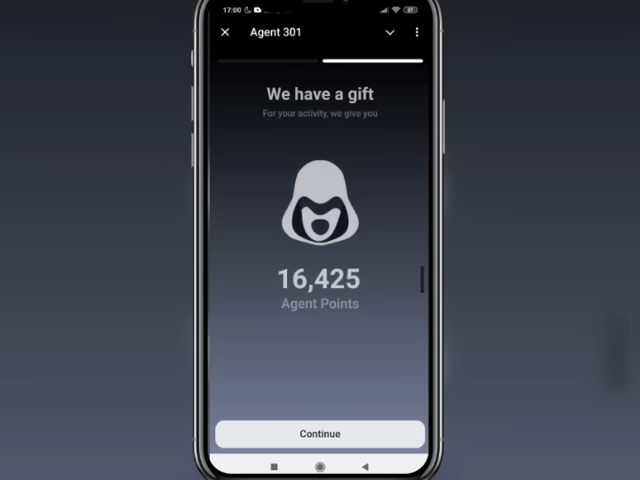 17:00
Agent 301
We have a gift
For your activity, we give you
16,425
Agent Points
Continue